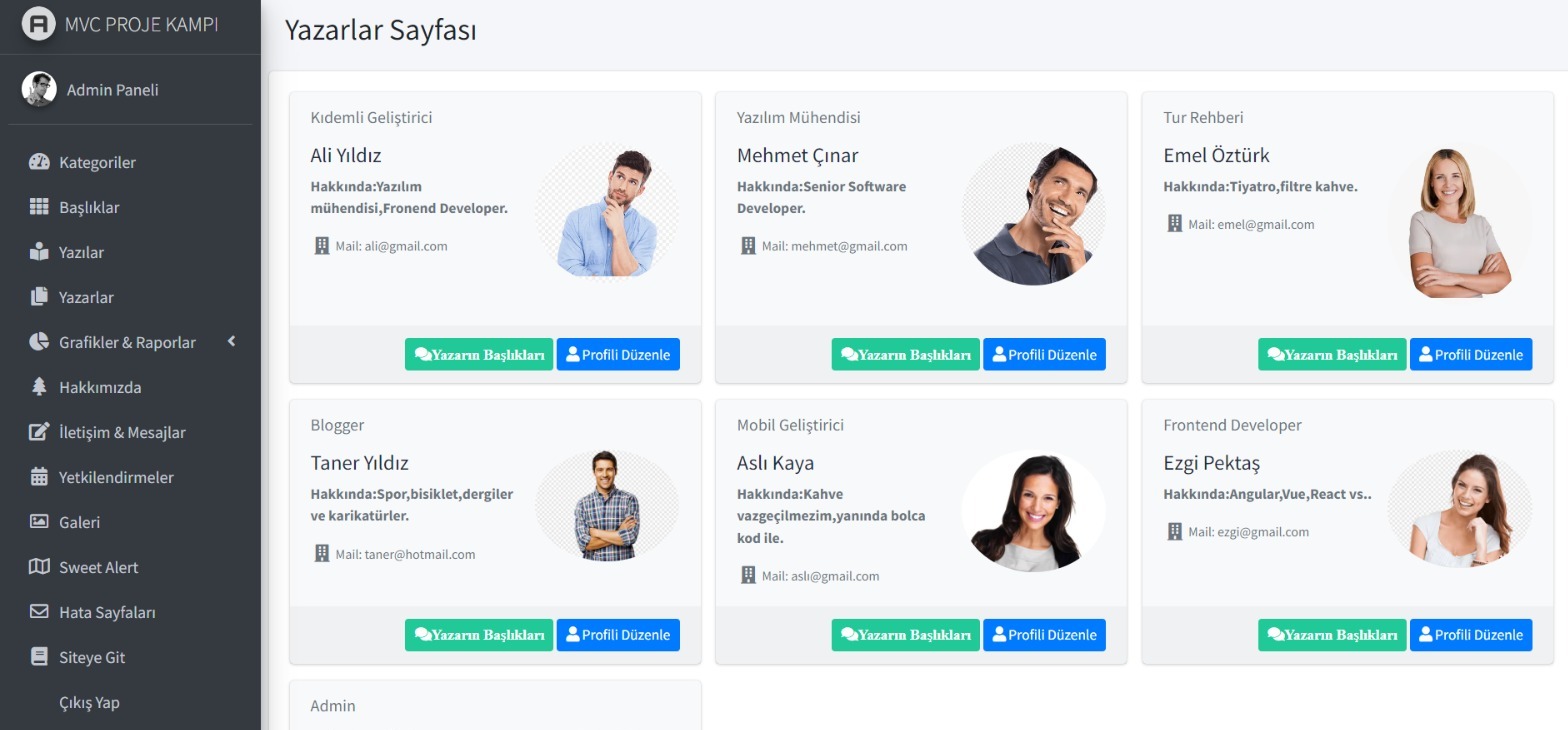 MVC PROJE KAMPI
Admin Paneli
Kategoriler
Başlıklar
Yazılar
Yazarlar
Grafikler & Raporlar
Hakkımızda
İletişim & Mesajlar
Yetkilendirmeler
Galeri
Sweet Alert
Hata Sayfaları
Siteye Git
Çıkış Yap
Yazarlar Sayfası
Kıdemli Geliştirici
Ali Yıldız
Hakkında:Yazılım
mühendisi,Fronend Developer.
Mail: ali@gmail.com
Yazarın Başlıkları Profili Düzenle
Yazılım Mühendisi
Mehmet Çınar
Hakkında:Senior Software
Developer.
Mail: mehmet@gmail.com
Yazarın Başlıkları Profili Düzenle
Tur Rehberi
Emel Öztürk
Hakkında:Tiyatro,filtre kahve.
Mail: emel@gmail.com
Yazarın Başlıkları Profili Düzenle
Blogger
Taner Yıldız
Hakkında:Spor,bisiklet,dergiler
ve karikatürler.
Mail: taner@hotmail.com
Yazarın Başlıkları Profili Düzenle
Mobil Geliştirici
Aslı Kaya
Hakkında:Kahve
vazgeçilmezim,yanında bolca
kod ile.
Mail: aslı@gmail.com
Yazarın Başlıkları Profili Düzenle
Frontend Developer
Ezgi Pektaş
Hakkında:Angular,Vue,React vs..
Mail: ezgi@gmail.com
Yazarın Başlıkları Profili Düzenle
Admin